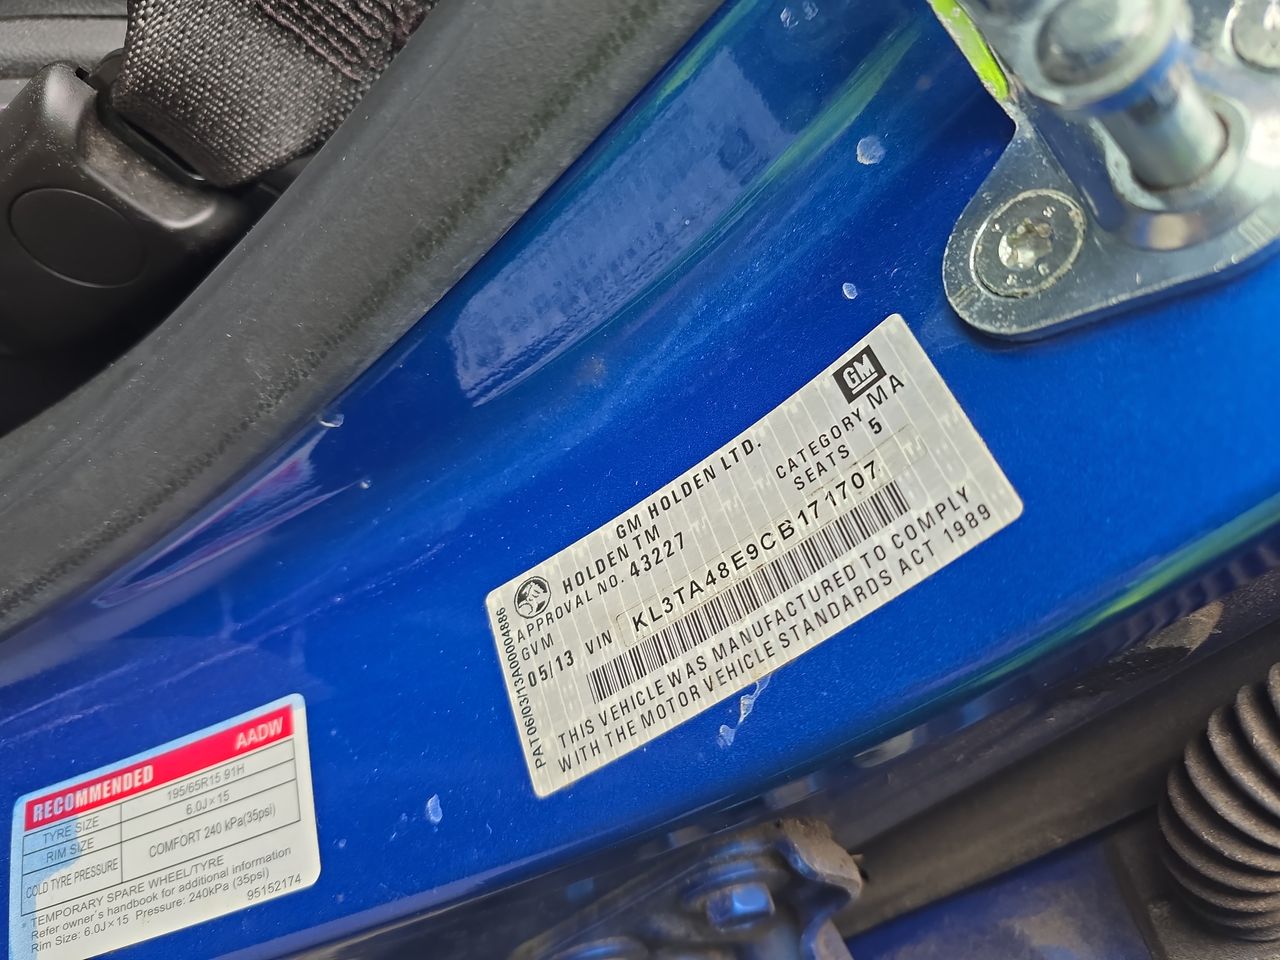 GM
GM HOLDEN LTD.
HOLDEN TM
CATEGORY MA
APPROVAL NO. 43227
SEATS 5
GVM
05/13 VIN KL3TA48E9CB171707
THIS VEHICLE WAS MANUFACTURED TO COMPLY
WITH THE MOTOR VEHICLE STANDARDS ACT 1989
PAT06/03/13A00004886
RECOMMENDED AADW
TYRE SIZE 195/65R15 91H
RIM SIZE 6.0J×15
COLD TYRE PRESSURE COMFORT 240 kPa(35psi)
* TEMPORARY SPARE WHEEL/TYRE
Refer owner's handbook for additional information
Rim Size: 6.0J×15 Pressure: 240kPa (35psi)
95152174